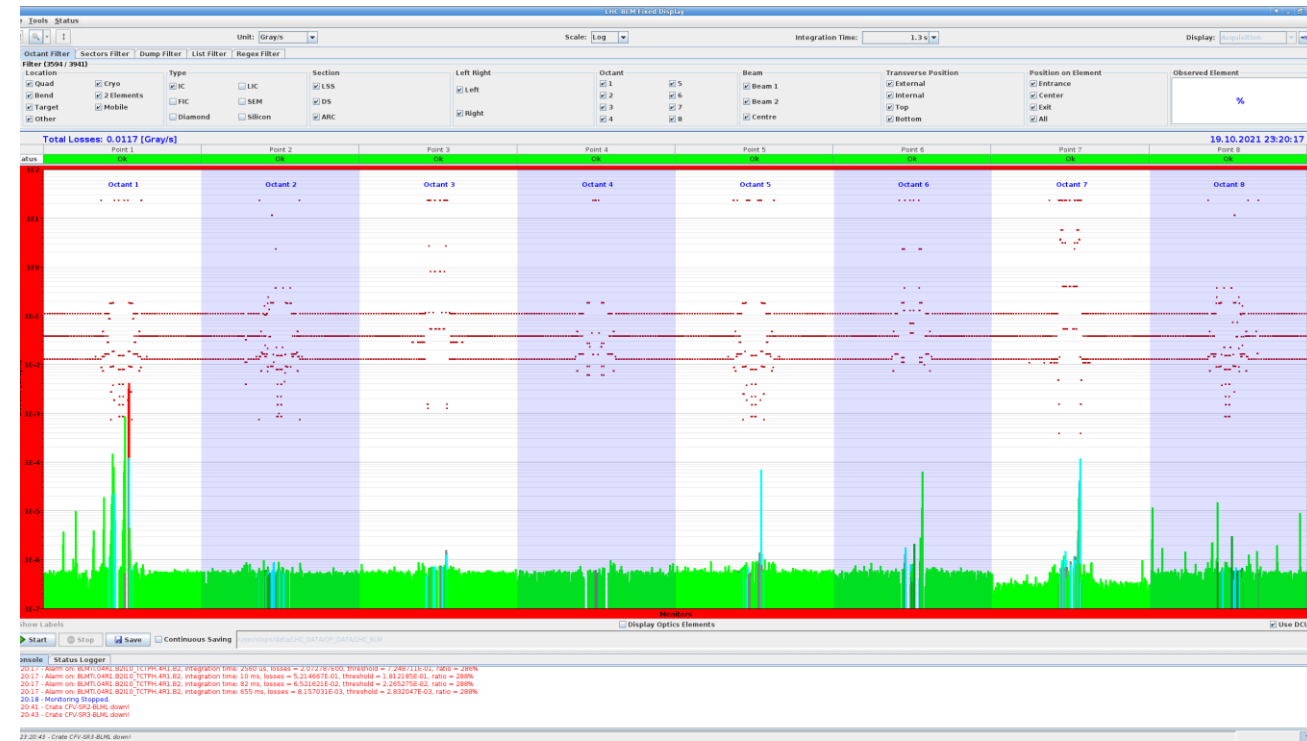 LHC BLM Fixed Display
Tools Status
Unit: Gray/s Scale: Log Integration Time: 1.3 s Display: Acquisition
Octant Filter Sectors Filter Dump Filter List Filter Regex Filter
Filter (3594 / 3941)
Location Type Section Left Right Octant Beam Transverse Position Position on Element Observed Element
Quad Cryo IC LIC LSS Left 1 5 Beam 1 External Entrance
Bend 2 Elements FIC SEM DS 2 6 Beam 2 Internal Center %
Target Mobile Diamond Silicon ARC Right 3 7 Centre Top Exit
Other 4 8 Bottom All
Total Losses: 0.0117 [Gray/s] 19.10.2021 23:20:17
Point 1 Point 2 Point 3 Point 4 Point 5 Point 6 Point 7 Point 8
atus Ok Ok Ok Ok Ok Ok Ok Ok
1E2
Octant 1 Octant 2 Octant 3 Octant 4 Octant 5 Octant 6 Octant 7 Octant 8
1E1
1E0
1E-1
1E-2
1E-3
1E-4
1E-5
1E-6
1E-7
Monitors
Show Labels Display Optics Elements Use DCU
Start Stop Save Continuous Saving
onsole Status Logger
20:17 - Alarm on: BLMTI.04R1.B2I10_TCTPH.4R1.B2, integration time: 2560 us, losses = 2.072787E00, threshold = 7.248711E-01, ratio = 286%
20:17 - Alarm on: BLMTI.04R1.B2I10_TCTPH.4R1.B2, integration time: 10 ms, losses = 5.214667E-01, threshold = 1.812185E-01, ratio = 288%
20:17 - Alarm on: BLMTI.04R1.B2I10_TCTPH.4R1.B2, integration time: 82 ms, losses = 6.521621E-02, threshold = 2.265275E-02, ratio = 288%
20:17 - Alarm on: BLMTI.04R1.B2I10_TCTPH.4R1.B2, integration time: 655 ms, losses = 8.157031E-03, threshold = 2.832047E-03, ratio = 288%
20:18 - Monitoring Stopped.
20:41 - Crate CFV-SR2-BLML down!
20:43 - Crate CFV-SR3-BLML down!
23:20:43 - Crate CFV-SR3-BLML down!